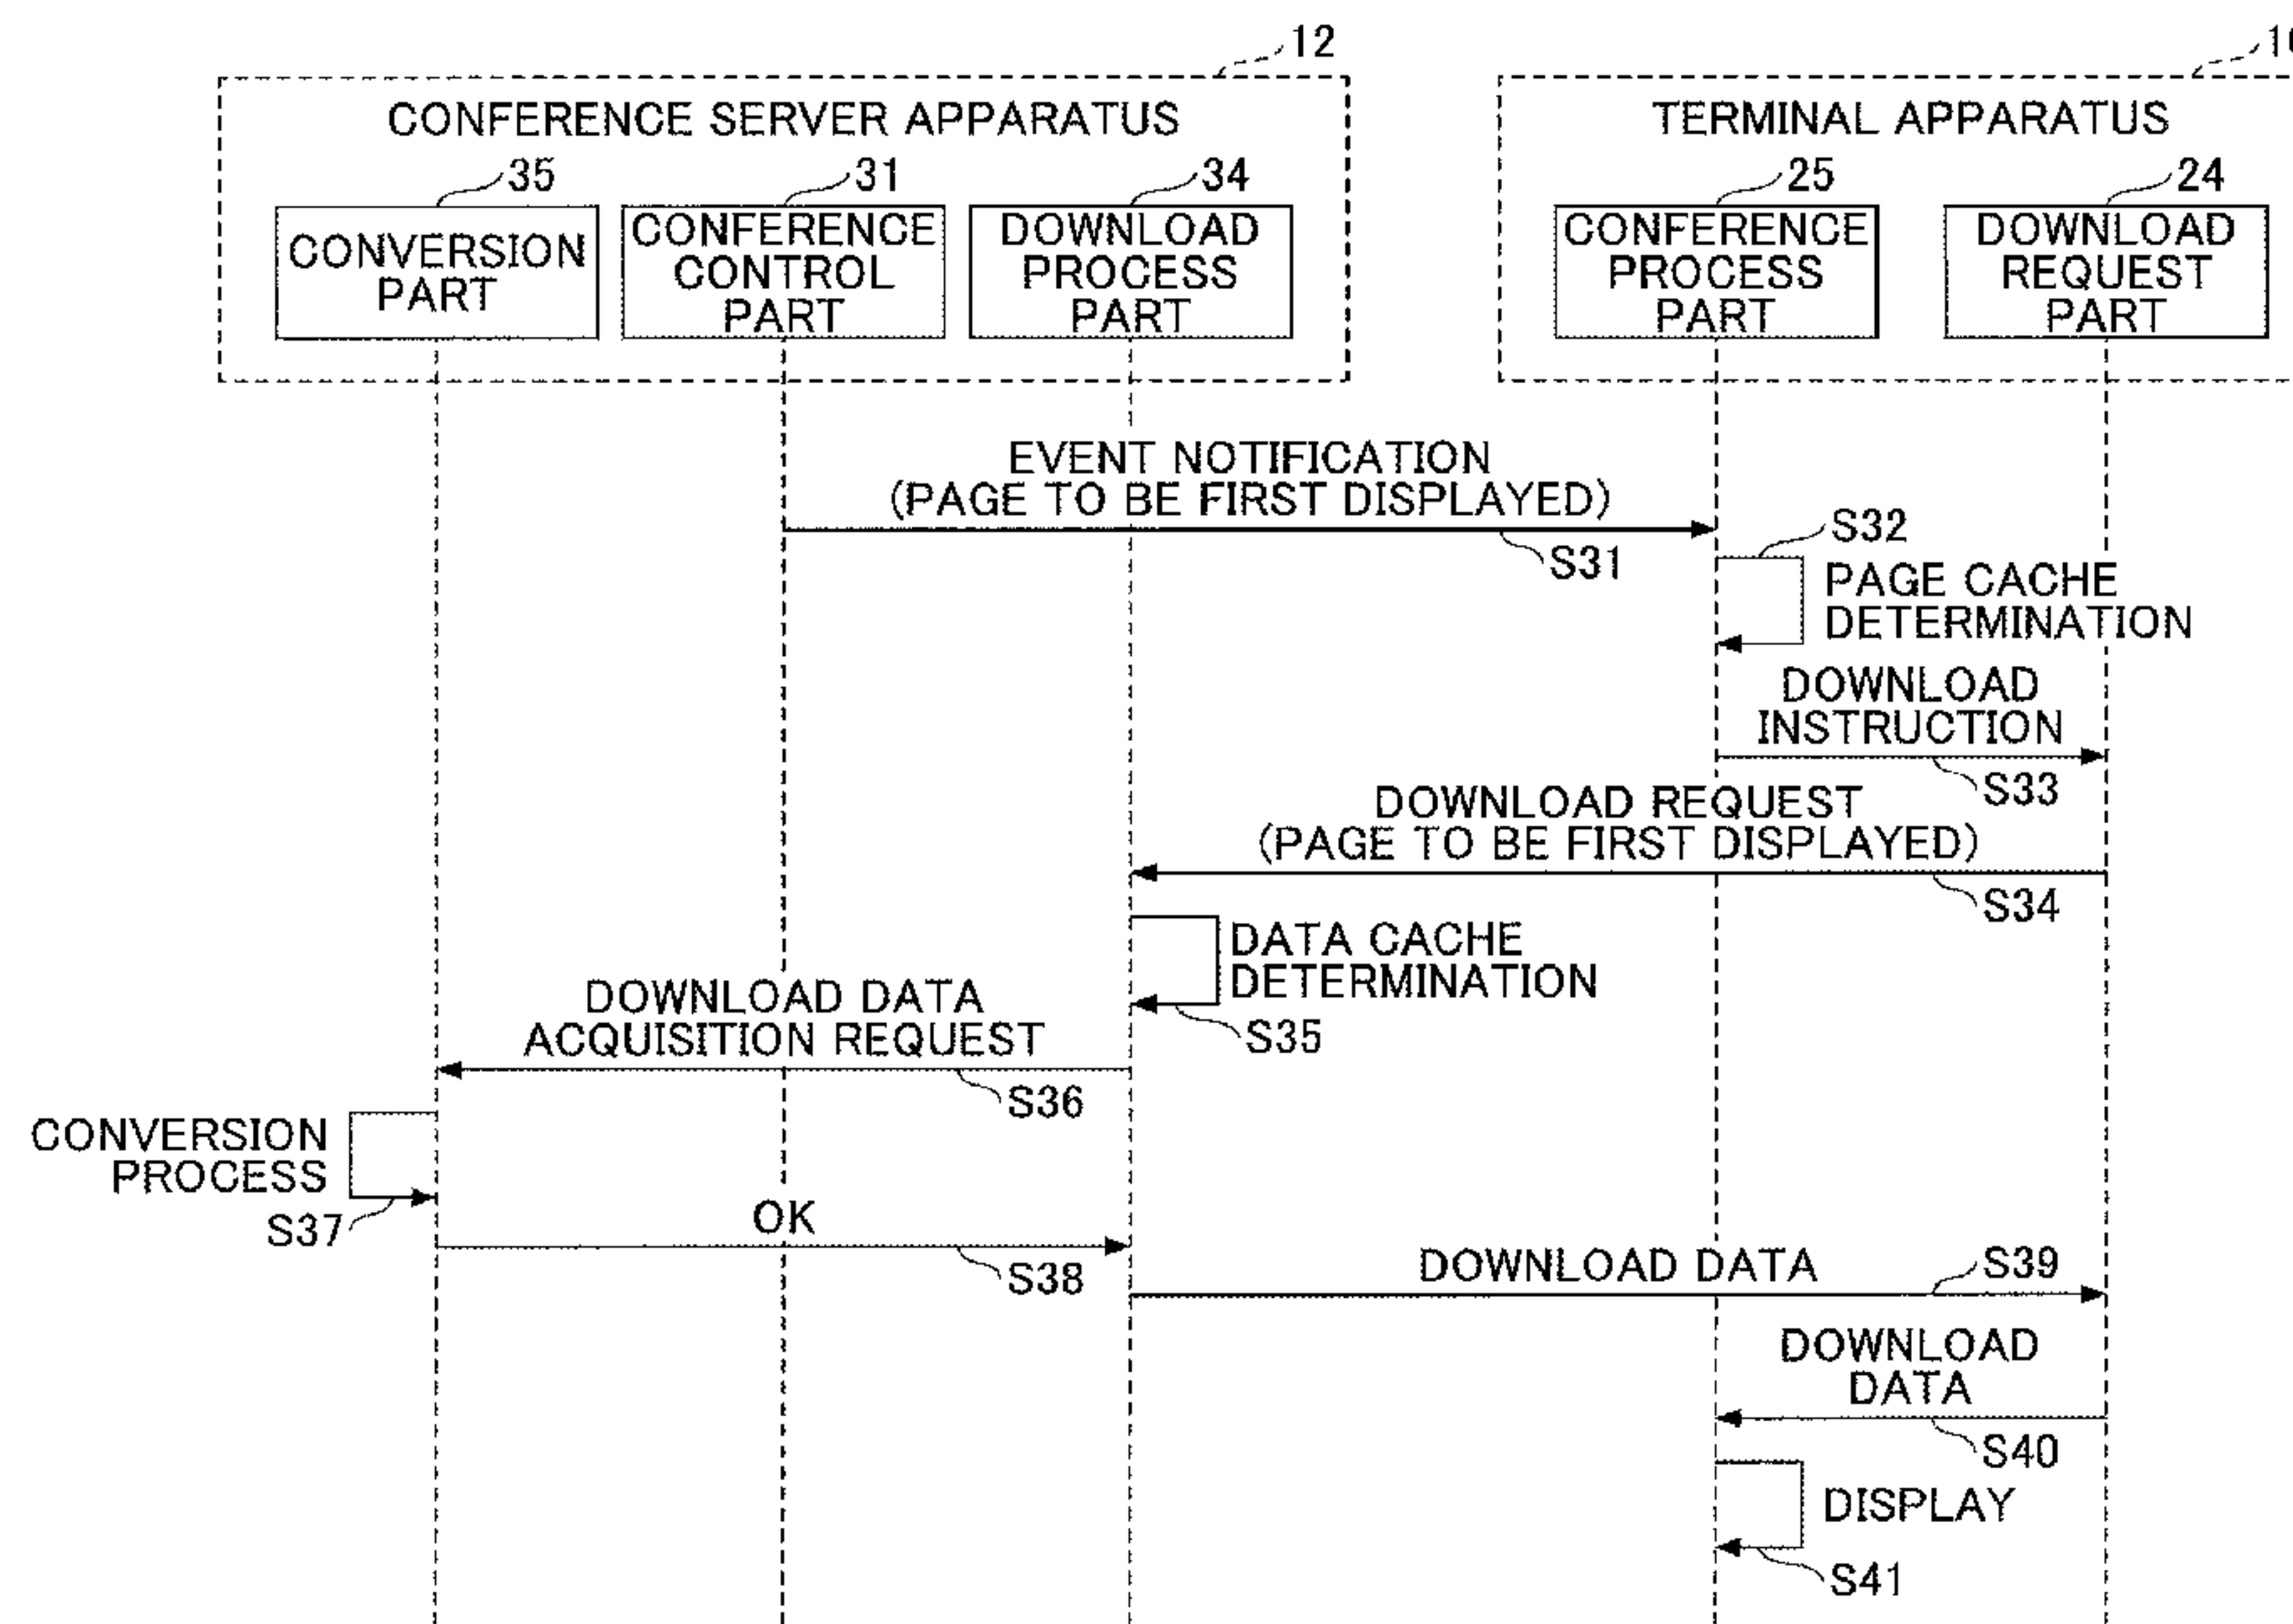 12
CONFERENCE SERVER APPARATUS
35
31
34
CONVERSION
PART
CONFERENCE
CONTROL
PART
DOWNLOAD
PROCESS
PART
TERMINAL APPARATUS
25
24
CONFERENCE
PROCESS
PART
DOWNLOAD
REQUEST
PART
EVENT NOTIFICATION
(PAGE TO BE FIRST DISPLAYED)
S31
S32
PAGE CACHE
DETERMINATION
DOWNLOAD
INSTRUCTION
S33
DOWNLOAD REQUEST
(PAGE TO BE FIRST DISPLAYED)
S34
DATA CACHE
DETERMINATION
S35
DOWNLOAD DATA
ACQUISITION REQUEST
S36
CONVERSION
PROCESS
S37
OK
S38
DOWNLOAD DATA
S39
DOWNLOAD
DATA
S40
DISPLAY
S41